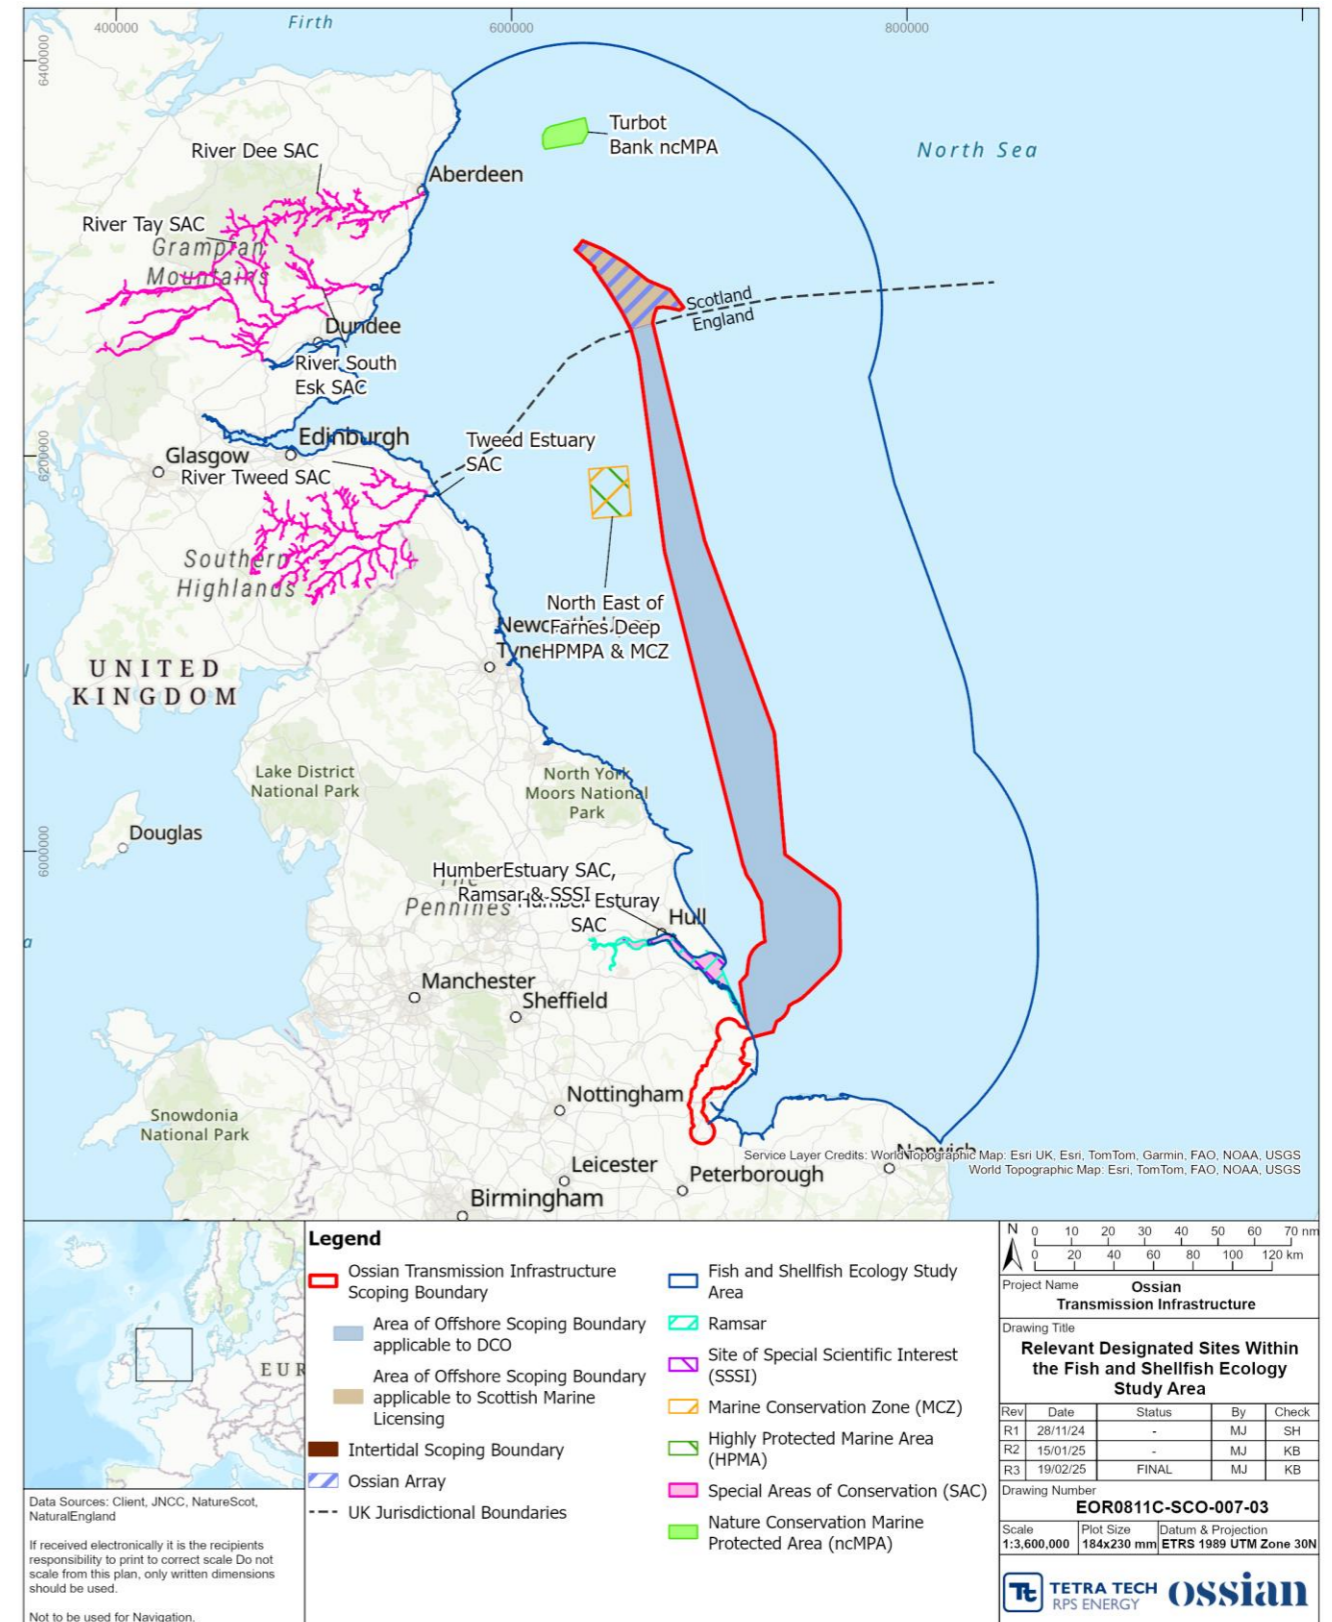 Firth
400000
600000
800000
6400000
North Sea
Turbot
Bank ncMPA
River Dee SAC
Aberdeen
River Tay SAC
Grampian
Mountains
Scotland
England
Dundee
River South
Esk SAC
Edinburgh
Tweed Estuary
SAC
Glasgow
River Tweed SAC
6200000
Southern
Highlands
North East of
Farnes Deep
HPMPA & MCZ
UNITED
KINGDOM
Lake District
National Park
North York
Moors National
Park
Douglas
6000000
HumberEstuary SAC,
Ramsar & SSSI
Esturay
SAC
Pennines
Hull
Manchester
Sheffield
Nottingham
Snowdonia
National Park
Norwich
Service Layer Credits: World Topographic Map: Esri UK, Esri, TomTom, Garmin, FAO, NOAA, USGS
World Topographic Map: Esri, TomTom, FAO, NOAA, USGS
Leicester
Peterborough
Birmingham
EUR
Data Sources: Client, JNCC, NatureScot,
NaturalEngland
If received electronically it is the recipients
responsibility to print to correct scale Do not
scale from this plan, only written dimensions
should be used.
Not to be used for Navigation.
Legend
Ossian Transmission Infrastructure
Scoping Boundary
Area of Offshore Scoping Boundary
applicable to DCO
Area of Offshore Scoping Boundary
applicable to Scottish Marine
Licensing
Intertidal Scoping Boundary
Ossian Array
UK Jurisdictional Boundaries
Fish and Shellfish Ecology Study
Area
Ramsar
Site of Special Scientific Interest
(SSSI)
Marine Conservation Zone (MCZ)
Highly Protected Marine Area
(HPMA)
Special Areas of Conservation (SAC)
Nature Conservation Marine
Protected Area (ncMPA)
N
0 10 20 30 40 50 60 70 nm
0 20 40 60 80 100 120 km
Project Name Ossian
Transmission Infrastructure
Drawing Title
Relevant Designated Sites Within
the Fish and Shellfish Ecology
Study Area
Rev Date Status By Check
R1 28/11/24 - MJ SH
R2 15/01/25 - MJ KB
R3 19/02/25 FINAL MJ KB
Drawing Number
EOR0811C-SCO-007-03
Scale Plot Size Datum & Projection
1:3,600,000 184x230 mm ETRS 1989 UTM Zone 30N
Tt TETRA TECH
RPS ENERGY
ossian